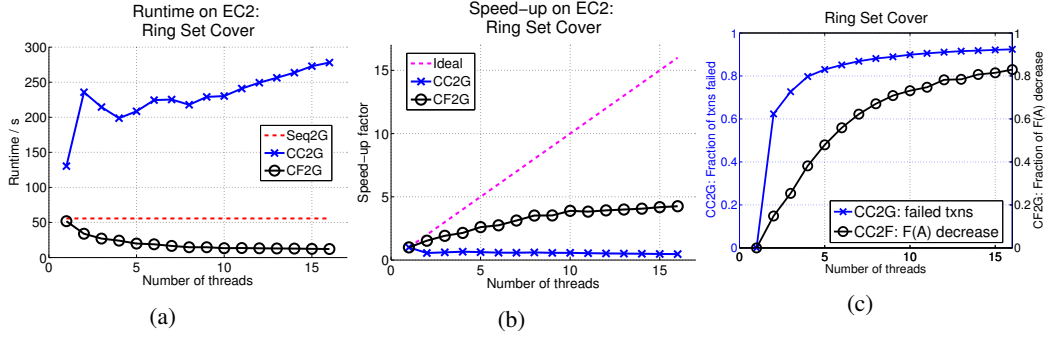 Runtime on EC2:
Ring Set Cover
300
250
200
150
100
50
0
Runtime / s
Seq2G
CC2G
CF2G
0
5
10
15
Number of threads
(a)
Speed−up on EC2:
Ring Set Cover
15
10
5
0
Speed−up factor
Ideal
CC2G
CF2G
0
5
10
15
Number of threads
(b)
Ring Set Cover
1
0.8
0.6
0.4
0.2
0
CC2G: Fraction of txns failed
1
0.8
0.6
0.4
0.2
0
CF2G: Fraction of F(A) decrease
CC2G: failed txns
CC2F: F(A) decrease
0
5
10
15
Number of threads
(c)